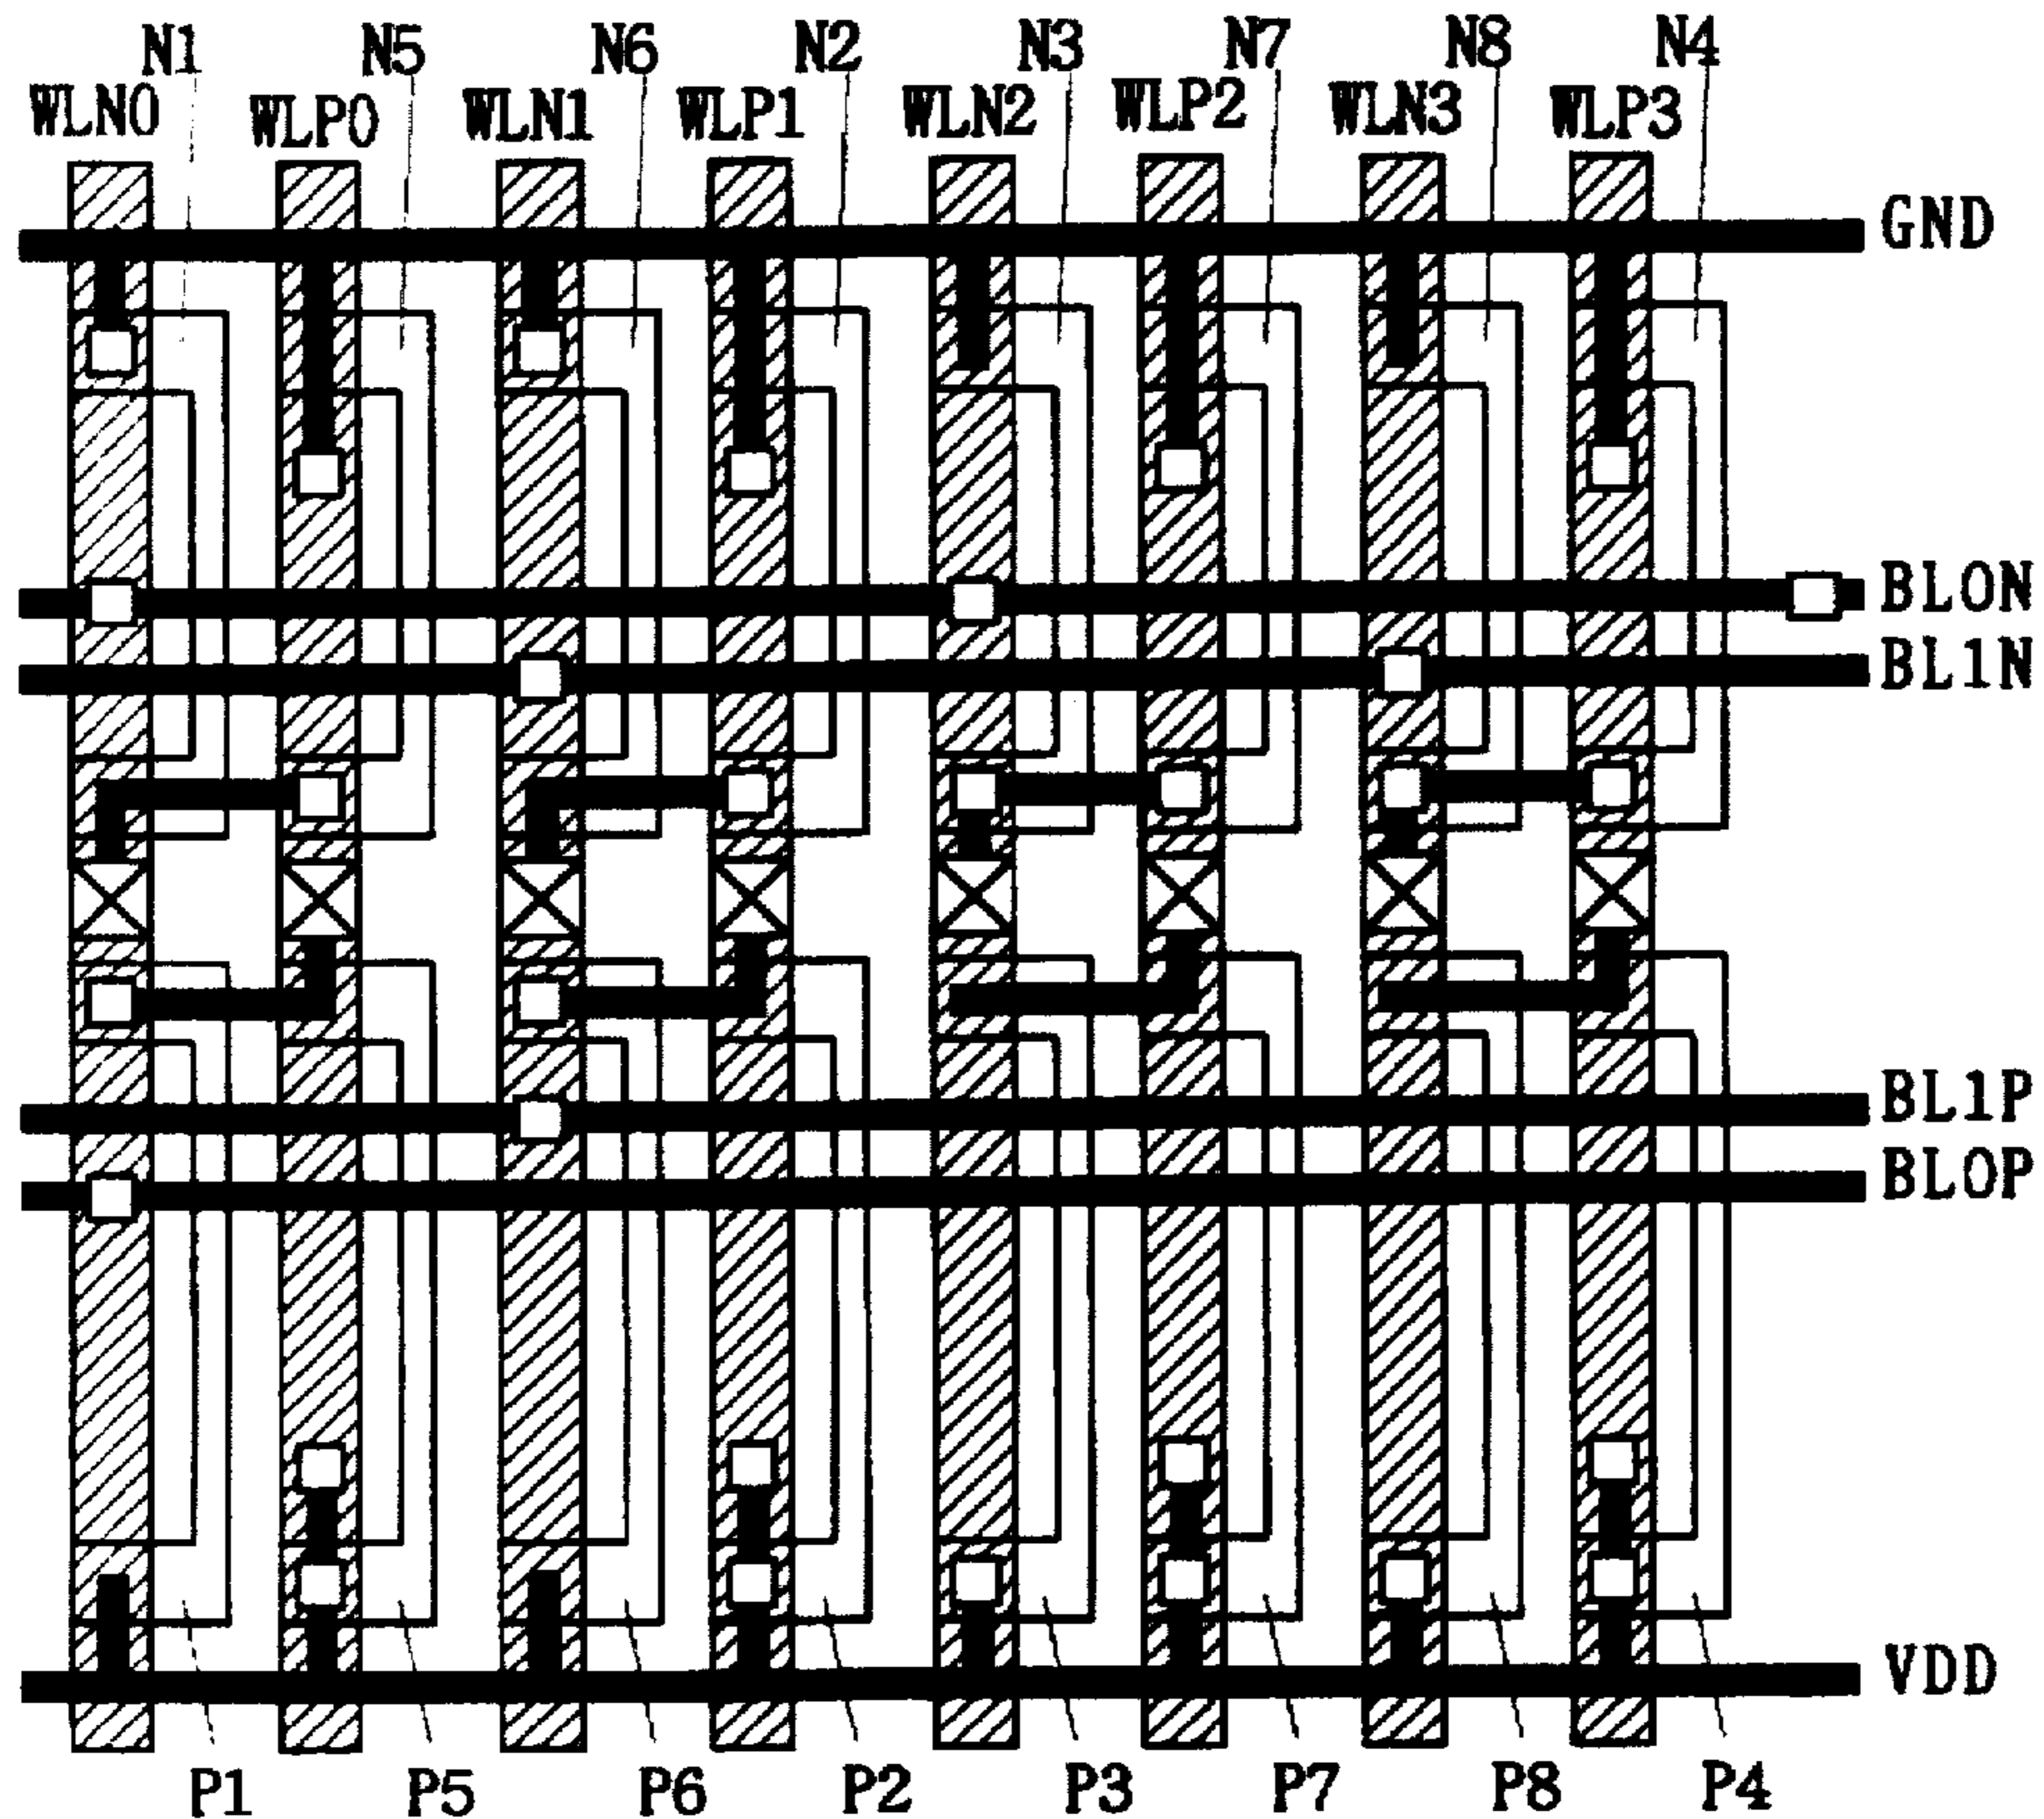 N1 N5 N6 N2 N3 N7 N8 N4
WLN0 WLP0 WLN1 WLP1 WLN2 WLP2 WLN3 WLP3
GND
BL0N
BL1N
BL1P
BL0P
VDD
P1 P5 P6 P2 P3 P7 P8 P4